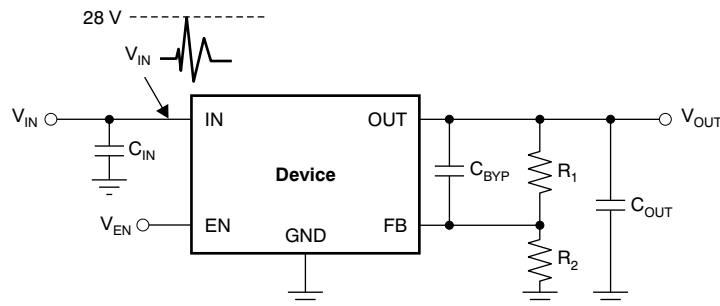 28 V
V_IN
V_IN
IN
OUT
V_OUT
C_IN
Device
C_BYP
R_1
C_OUT
V_EN
EN
GND
FB
R_2